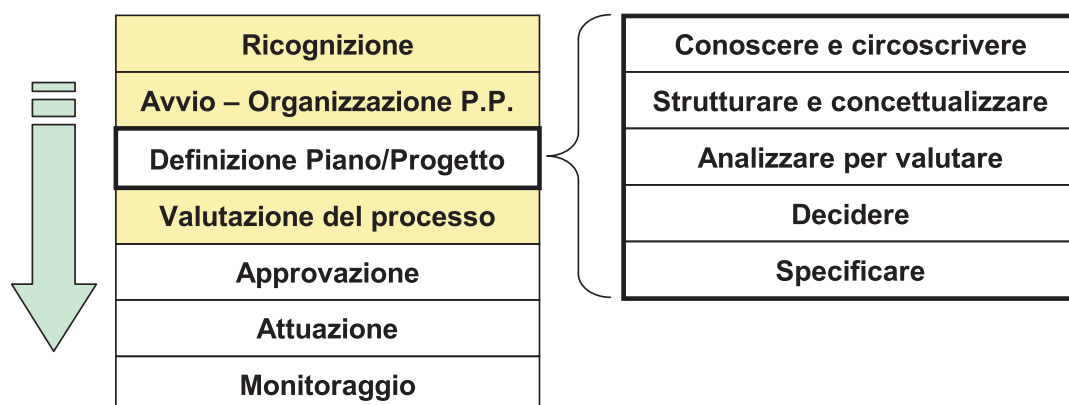 Ricognizione
Avvio – Organizzazione P.P.
Definizione Piano/Progetto
Valutazione del processo
Approvazione
Attuazione
Monitoraggio
Conoscere e circoscrivere
Strutturare e concettualizzare
Analizzare per valutare
Decidere
Specificare